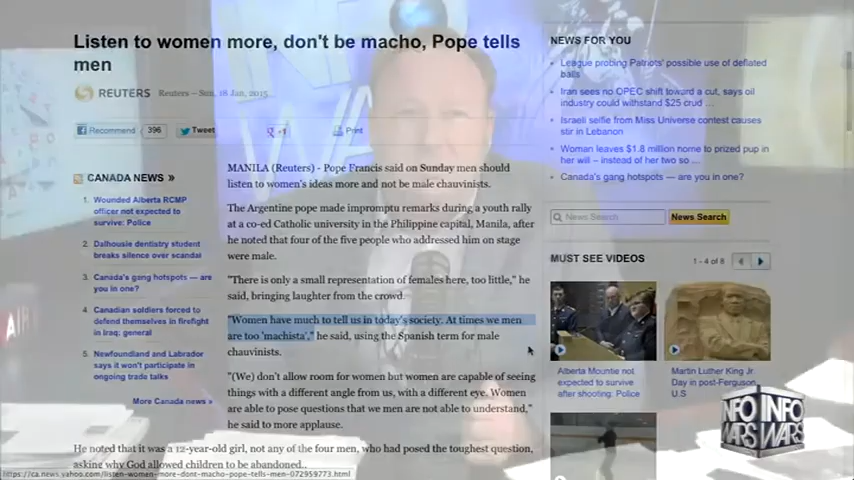 Listen to women more, don't be macho, Pope tells
men
REUTERS
Reuters – Sun, 18 Jan, 2015
Recommend
396
Tweet
g +1
Print
CANADA NEWS »
1. Wounded Alberta RCMP
officer not expected to
survive: Police
2. Dalhousie dentistry student
breaks silence over scandal
3. Canada's gang hotspots — are
you in one?
4. Canadian soldiers forced to
defend themselves in firefight
in Iraq: general
5. Newfoundland and Labrador
says it won't participate in
ongoing trade talks
More Canada news »
MANILA (Reuters) - Pope Francis said on Sunday men should
listen to women's ideas more and not be male chauvinists.
The Argentine pope made impromptu remarks during a youth rally
at a co-ed Catholic university in the Philippine capital, Manila, after
he noted that four of the five people who addressed him on stage
were male.
"There is only a small representation of females here, too little," he
said, bringing laughter from the crowd.
"Women have much to tell us in today's society. At times we men
are too 'machista'," he said, using the Spanish term for male
chauvinists.
"(We) don't allow room for women but women are capable of seeing
things with a different angle from us, with a different eye. Women
are able to pose questions that we men are not able to understand,"
he said to more applause.
He noted that it was a 12-year-old girl, not any of the four men, who had posed the toughest question,
asking why God allowed children to be abandoned..
https://ca.news.yahoo.com/listen-women-more-dont-macho-pope-tells-men-072959773.html
NEWS FOR YOU
League probing Patriots' possible use of deflated
balls
Iran sees no OPEC shift toward a cut, says oil
industry could withstand $25 crud ...
Israeli selfie from Miss Universe contest causes
stir in Lebanon
Woman leaves $1.8 million home to prized pup in
her will – instead of her two so ...
Canada's gang hotspots — are you in one?
News Search
News Search
MUST SEE VIDEOS
1 - 4 of 8
Alberta Mountie not
expected to survive
after shooting: Police
Martin Luther King Jr.
Day in post-Ferguson
U.S
INFO
WARS
INFO
WARS